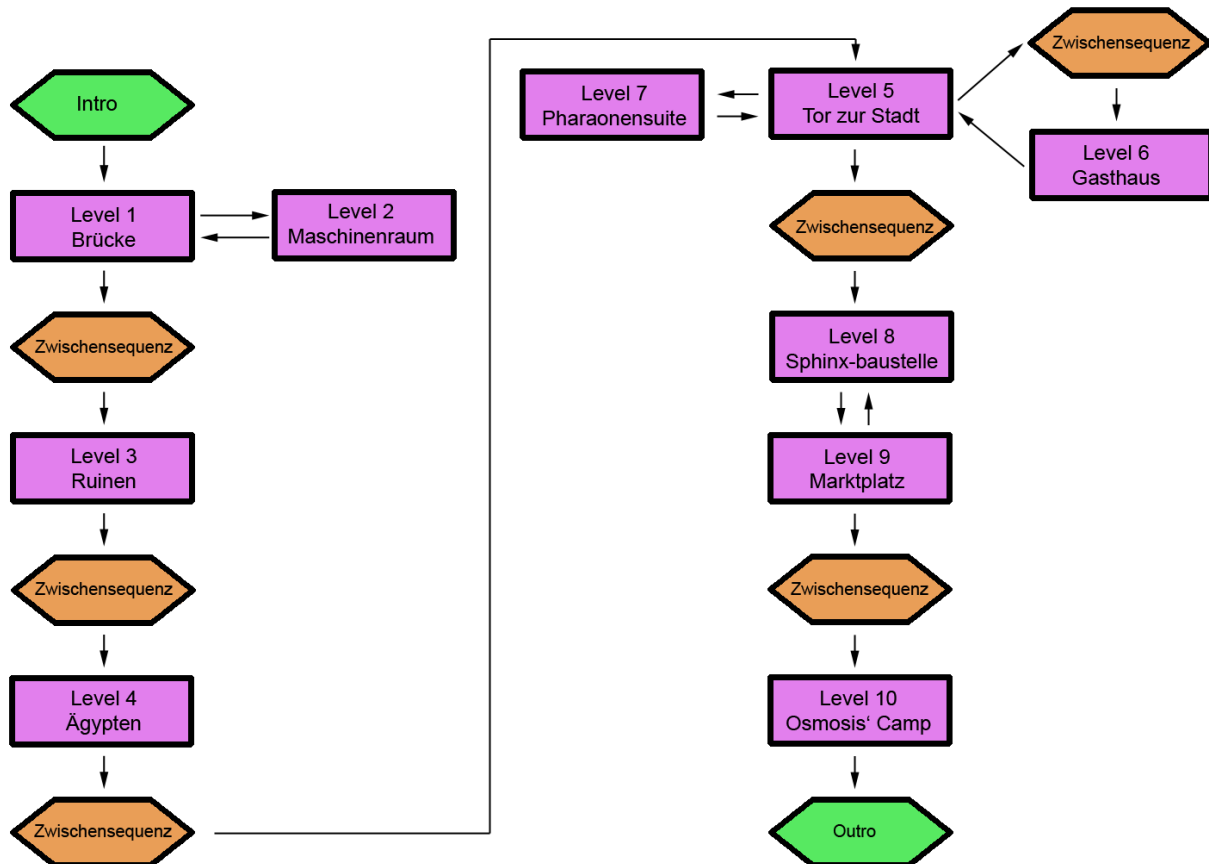 Intro
Level 1
Brücke
Level 2
Maschinenraum
Zwischensequenz
Level 3
Ruinen
Zwischensequenz
Level 4
Ägypten
Zwischensequenz
Level 7
Pharaonensuite
Level 5
Tor zur Stadt
Zwischensequenz
Level 6
Gasthaus
Zwischensequenz
Level 8
Sphinx-baustelle
Level 9
Marktplatz
Zwischensequenz
Level 10
Osmosis‘ Camp
Outro